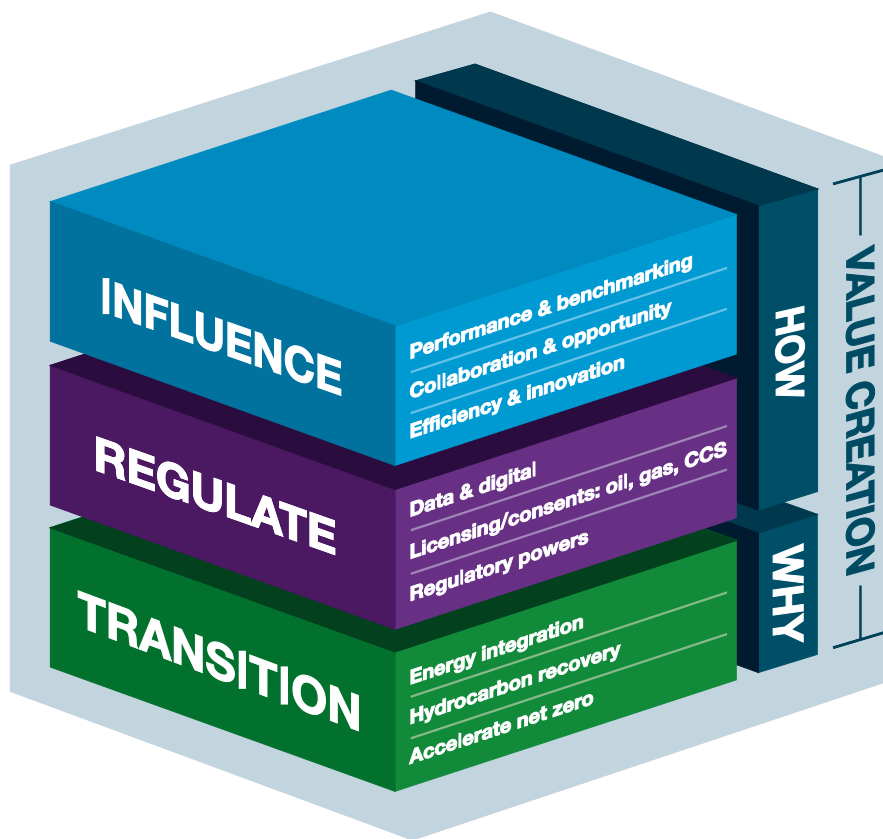 INFLUENCE
Performance & benchmarking
Collaboration & opportunity
Efficiency & innovation
REGULATE
Data & digital
Licensing/consents: oil, gas, CCS
Regulatory powers
TRANSITION
Energy integration
Hydrocarbon recovery
Accelerate net zero
HOW
WHY
VALUE CREATION